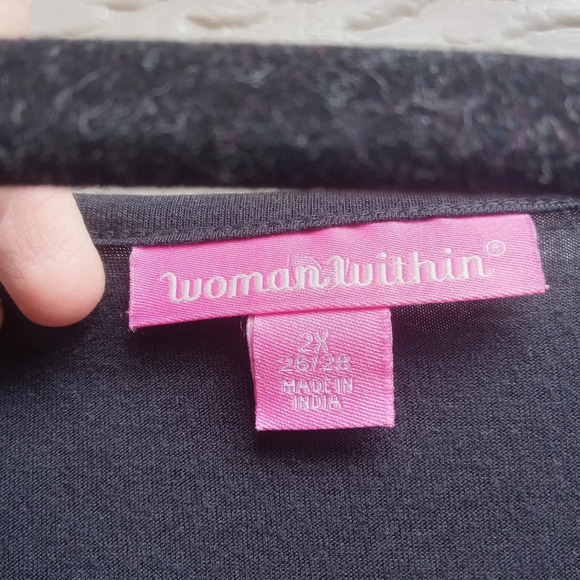 woman within®
2X
26/28
MADE IN
INDIA